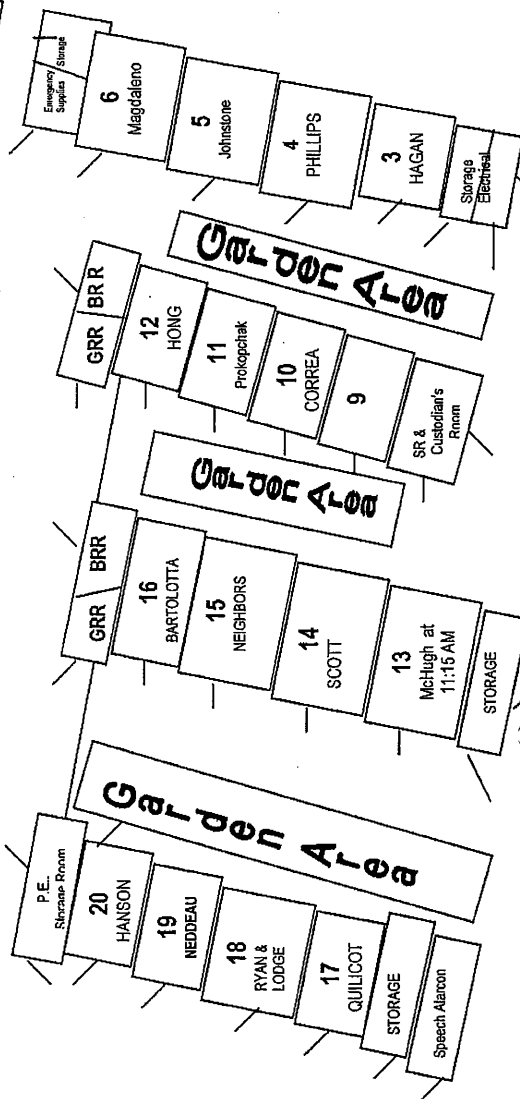 Emergency
Supplies
Storage
6
Magdaleno
5
Johnstone
4
PHILLIPS
3
HAGAN
Storage
Electrical
Garden Area
GRR
BRR
12
HONG
11
Prokopchak
10
CORREA
9
SR &
Custodian's
Room
Garden Area
GRR
BRR
16
BARTOLOTTA
15
NEIGHBORS
14
SCOTT
13
McHugh at
11:15 AM
STORAGE
Garden Area
P.E.
Storage Room
20
HANSON
19
NEDDEAU
18
RYAN &
LODGE
17
QUILICOT
STORAGE
Speech Alarcon